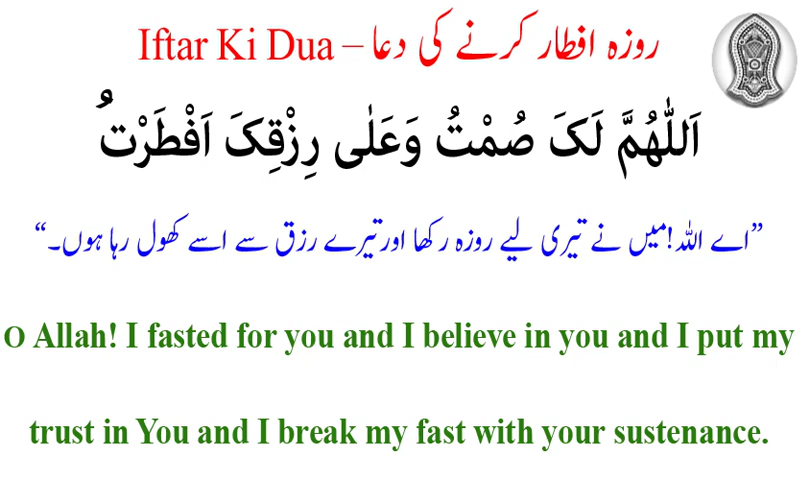 Iftar Ki Dua – روزہ افطار کرنے کی دعا
اَللّٰهُمَّ لَکَ صُمْتُ وَعَلٰی رِزْقِکَ اَفْطَرْتُ
”اے اللہ!میں نے تیری لیے روزہ رکھا اورتیرے رزق سے اسے کھول رہا ہوں۔“
O Allah! I fasted for you and I believe in you and I put my
trust in You and I break my fast with your sustenance.